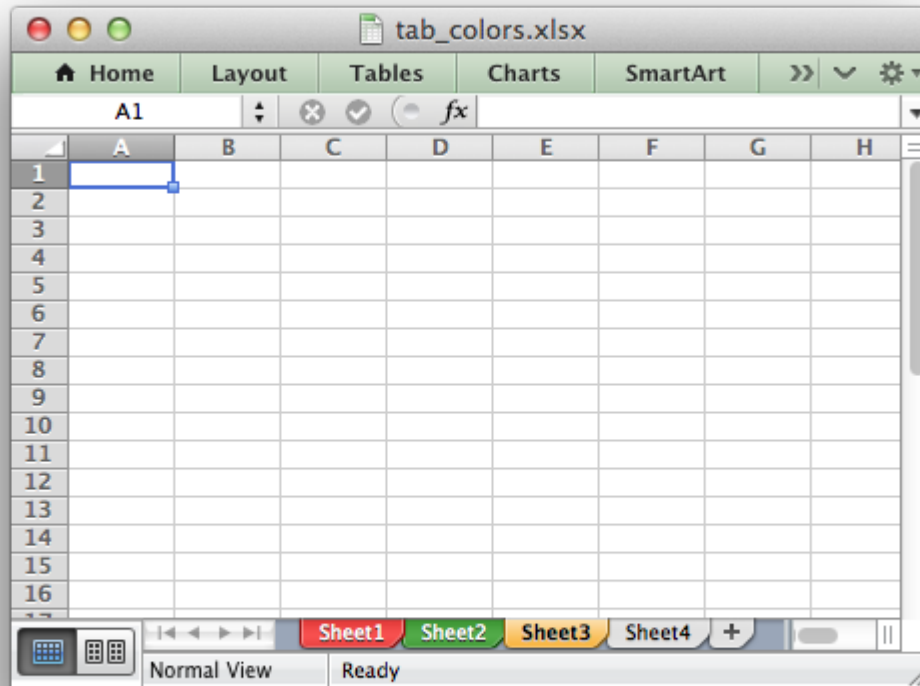 tab_colors.xlsx
Home Layout Tables Charts SmartArt
A1 fx
A B C D E F G H
1
2
3
4
5
6
7
8
9
10
11
12
13
14
15
16
17
Sheet1 Sheet2 Sheet3 Sheet4 +
Normal View Ready